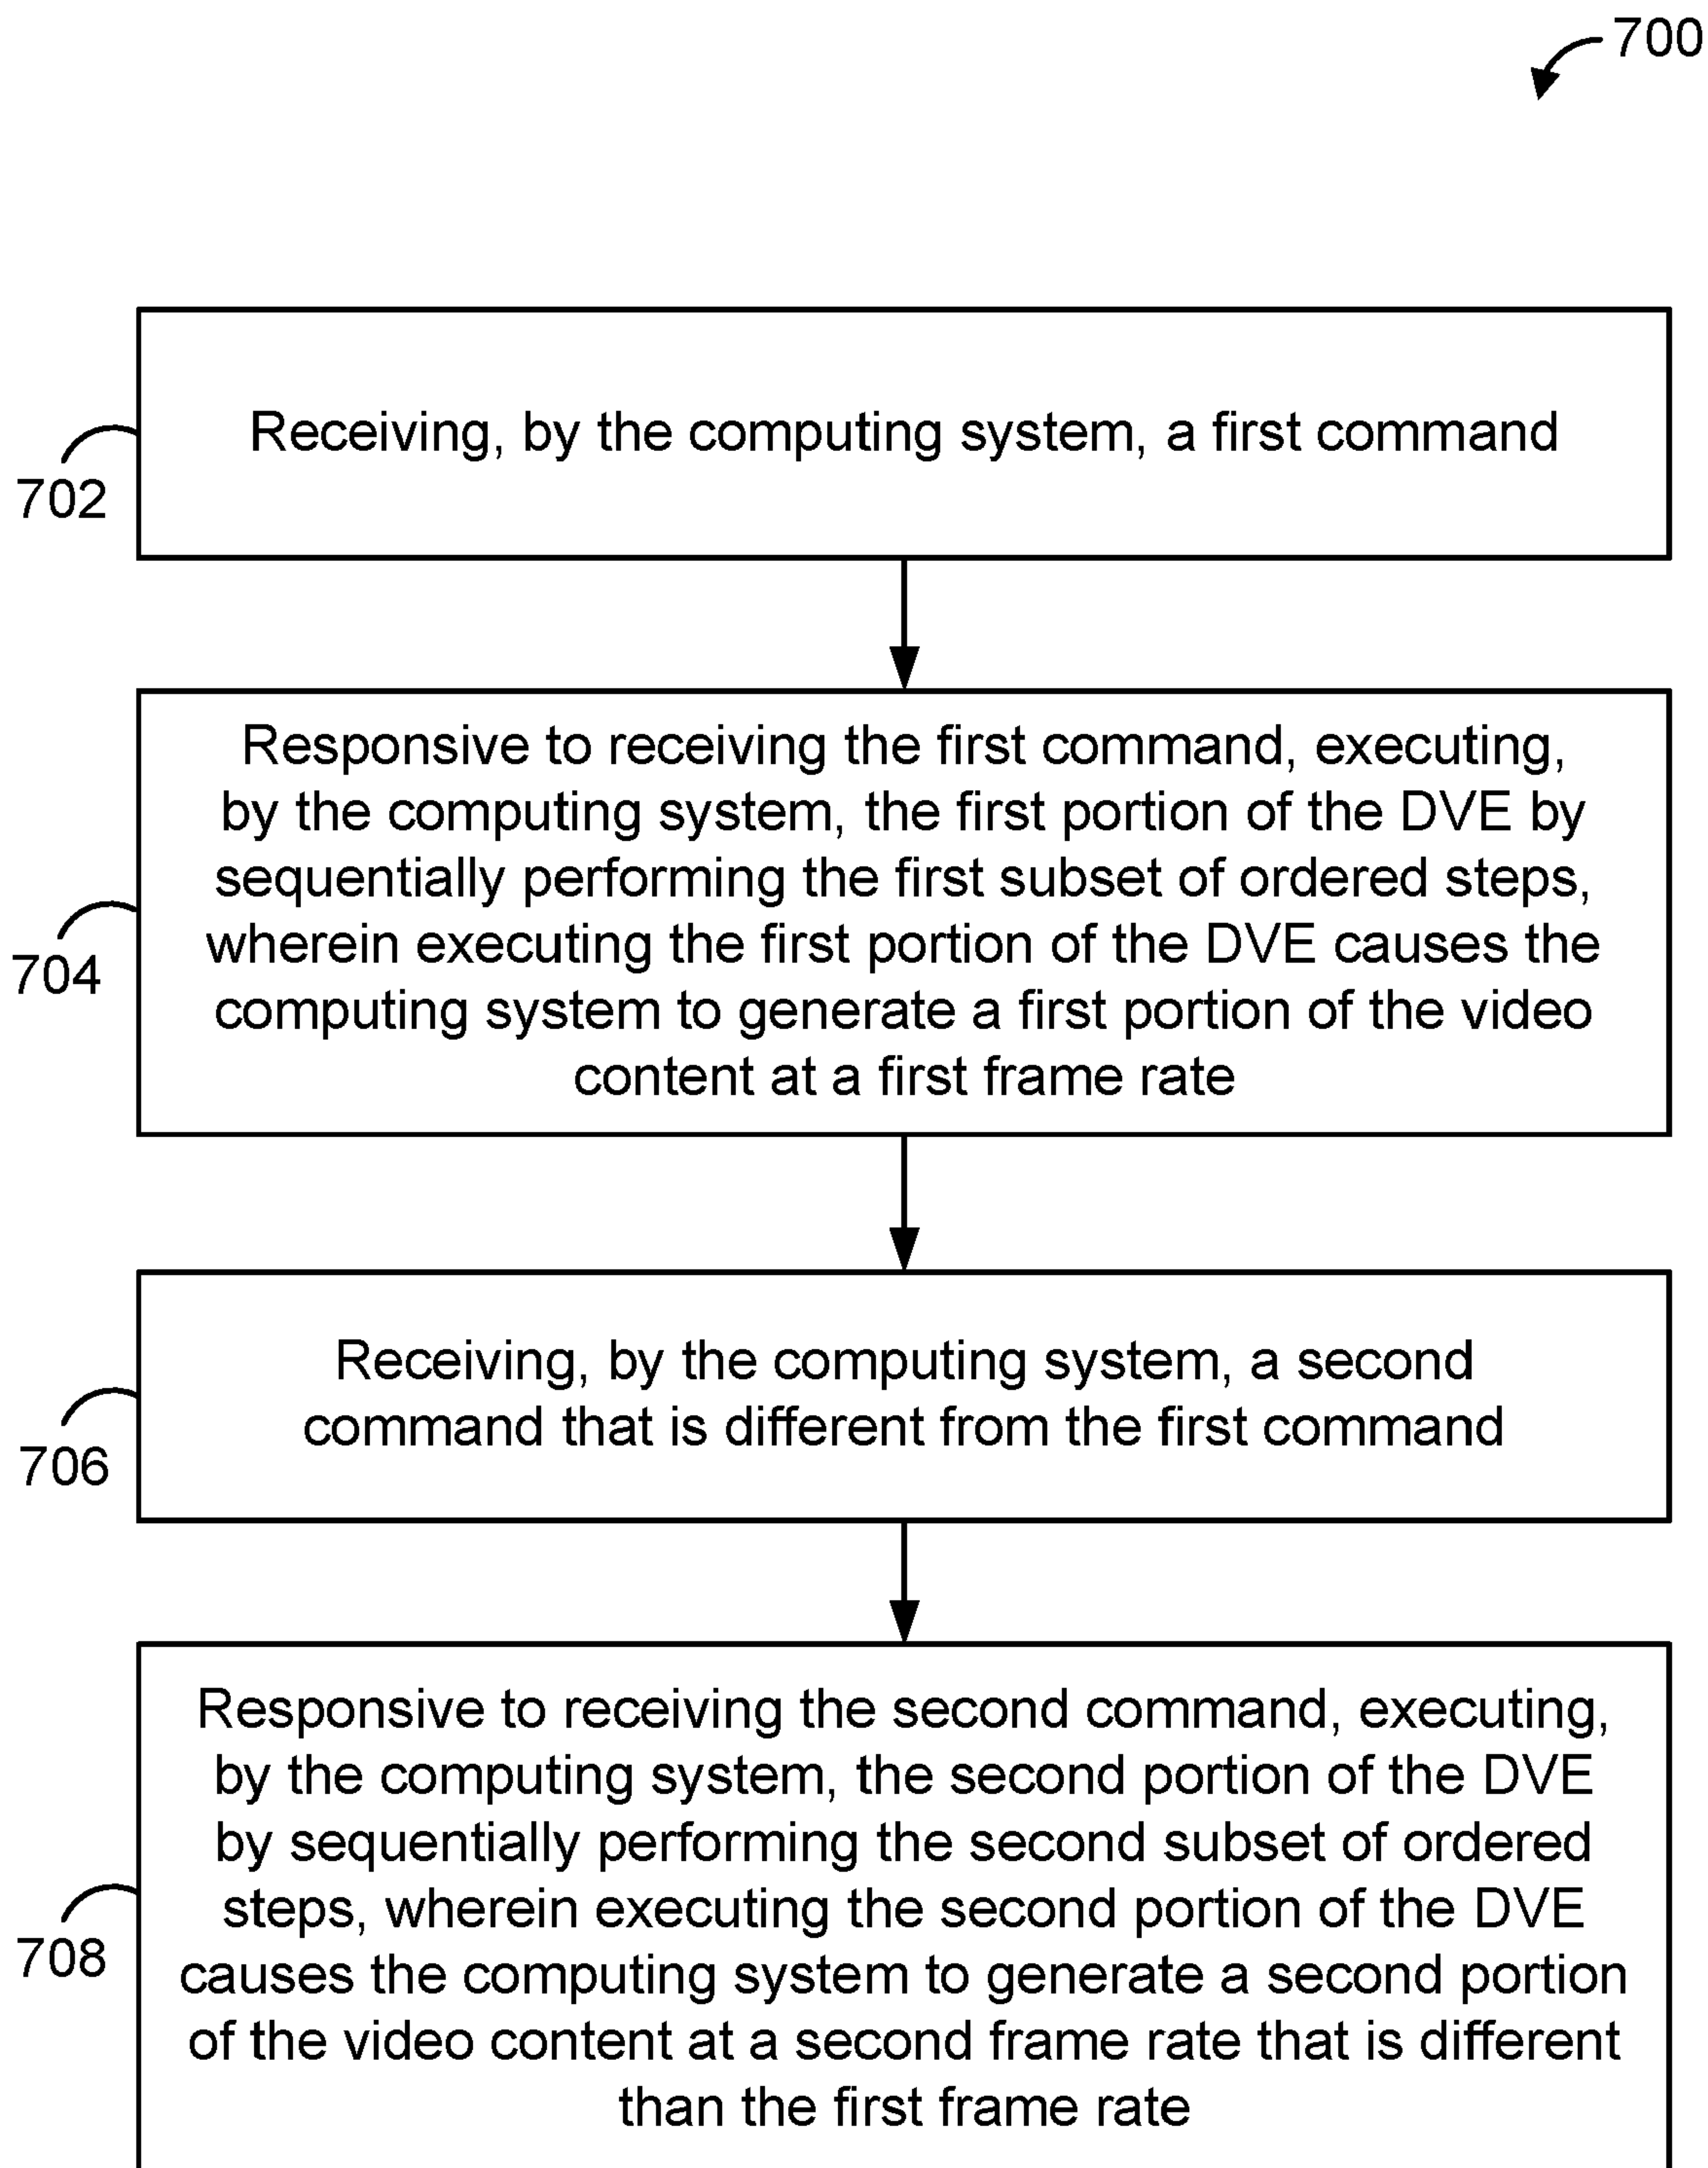 700
Receiving, by the computing system, a first command
702
Responsive to receiving the first command, executing,
by the computing system, the first portion of the DVE by
sequentially performing the first subset of ordered steps,
wherein executing the first portion of the DVE causes the
computing system to generate a first portion of the video
content at a first frame rate
704
Receiving, by the computing system, a second
command that is different from the first command
706
Responsive to receiving the second command, executing,
by the computing system, the second portion of the DVE
by sequentially performing the second subset of ordered
steps, wherein executing the second portion of the DVE
causes the computing system to generate a second portion
of the video content at a second frame rate that is different
than the first frame rate
708